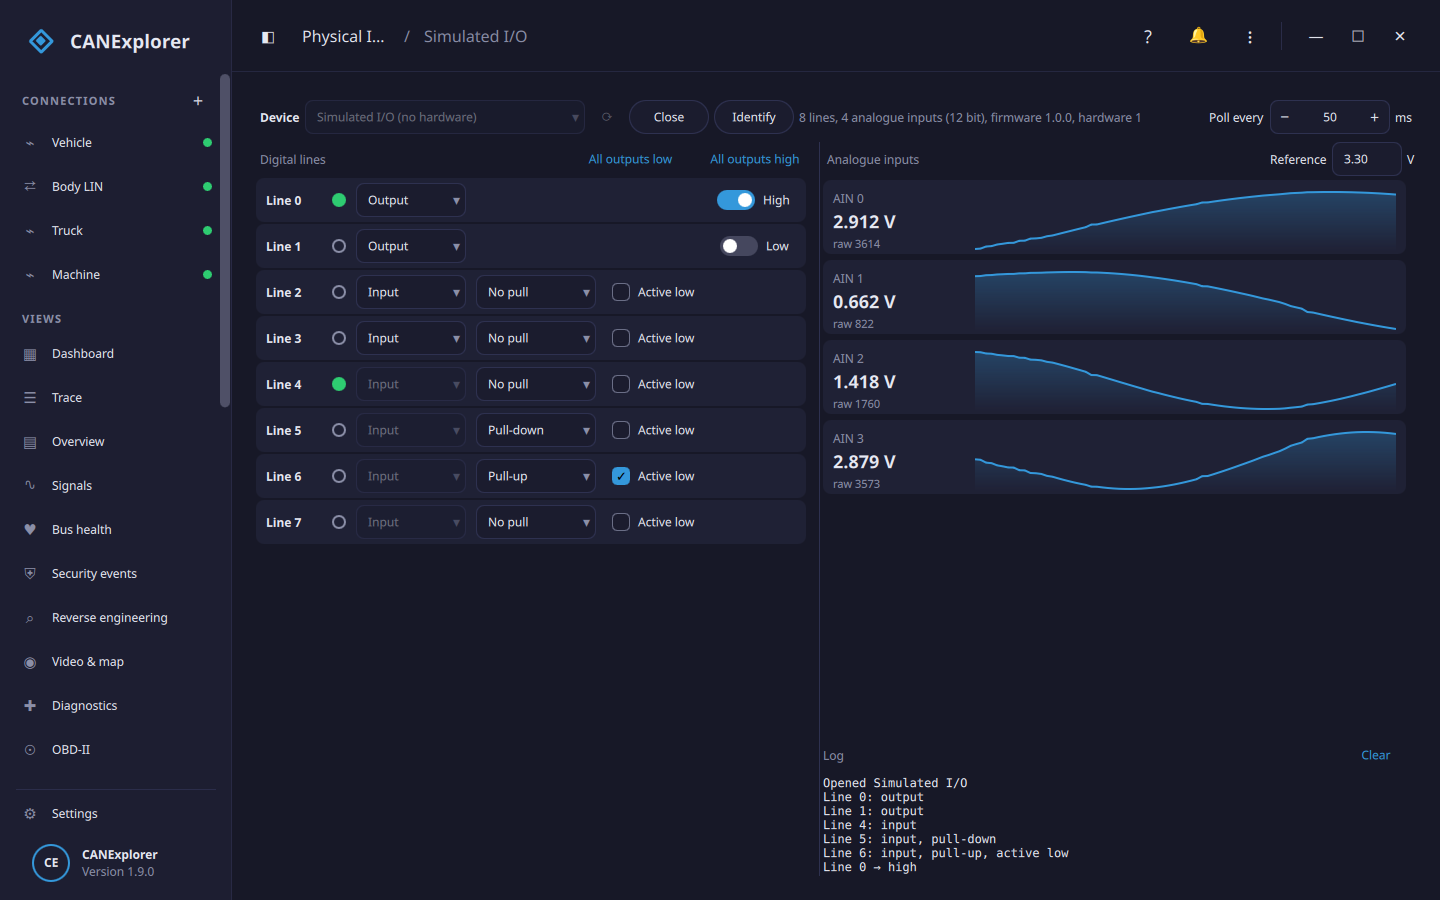 CANExplorer
Physical I... / Simulated I/O
CONNECTIONS +
Vehicle
Body LIN
Truck
Machine
VIEWS
Dashboard
Trace
Overview
Signals
Bus health
Security events
Reverse engineering
Video & map
Diagnostics
OBD-II
Settings
CE
CANExplorer
Version 1.9.0
Device Simulated I/O (no hardware) Close Identify 8 lines, 4 analogue inputs (12 bit), firmware 1.0.0, hardware 1 Poll every − 50 + ms
Digital lines All outputs low All outputs high
Line 0 Output High
Line 1 Output Low
Line 2 Input No pull Active low
Line 3 Input No pull Active low
Line 4 Input No pull Active low
Line 5 Input Pull-down Active low
Line 6 Input Pull-up Active low
Line 7 Input No pull Active low
Analogue inputs Reference 3.30 V
AIN 0
2.912 V
raw 3614
AIN 1
0.662 V
raw 822
AIN 2
1.418 V
raw 1760
AIN 3
2.879 V
raw 3573
Log Clear
Opened Simulated I/O
Line 0: output
Line 1: output
Line 4: input
Line 5: input, pull-down
Line 6: input, pull-up, active low
Line 0 → high